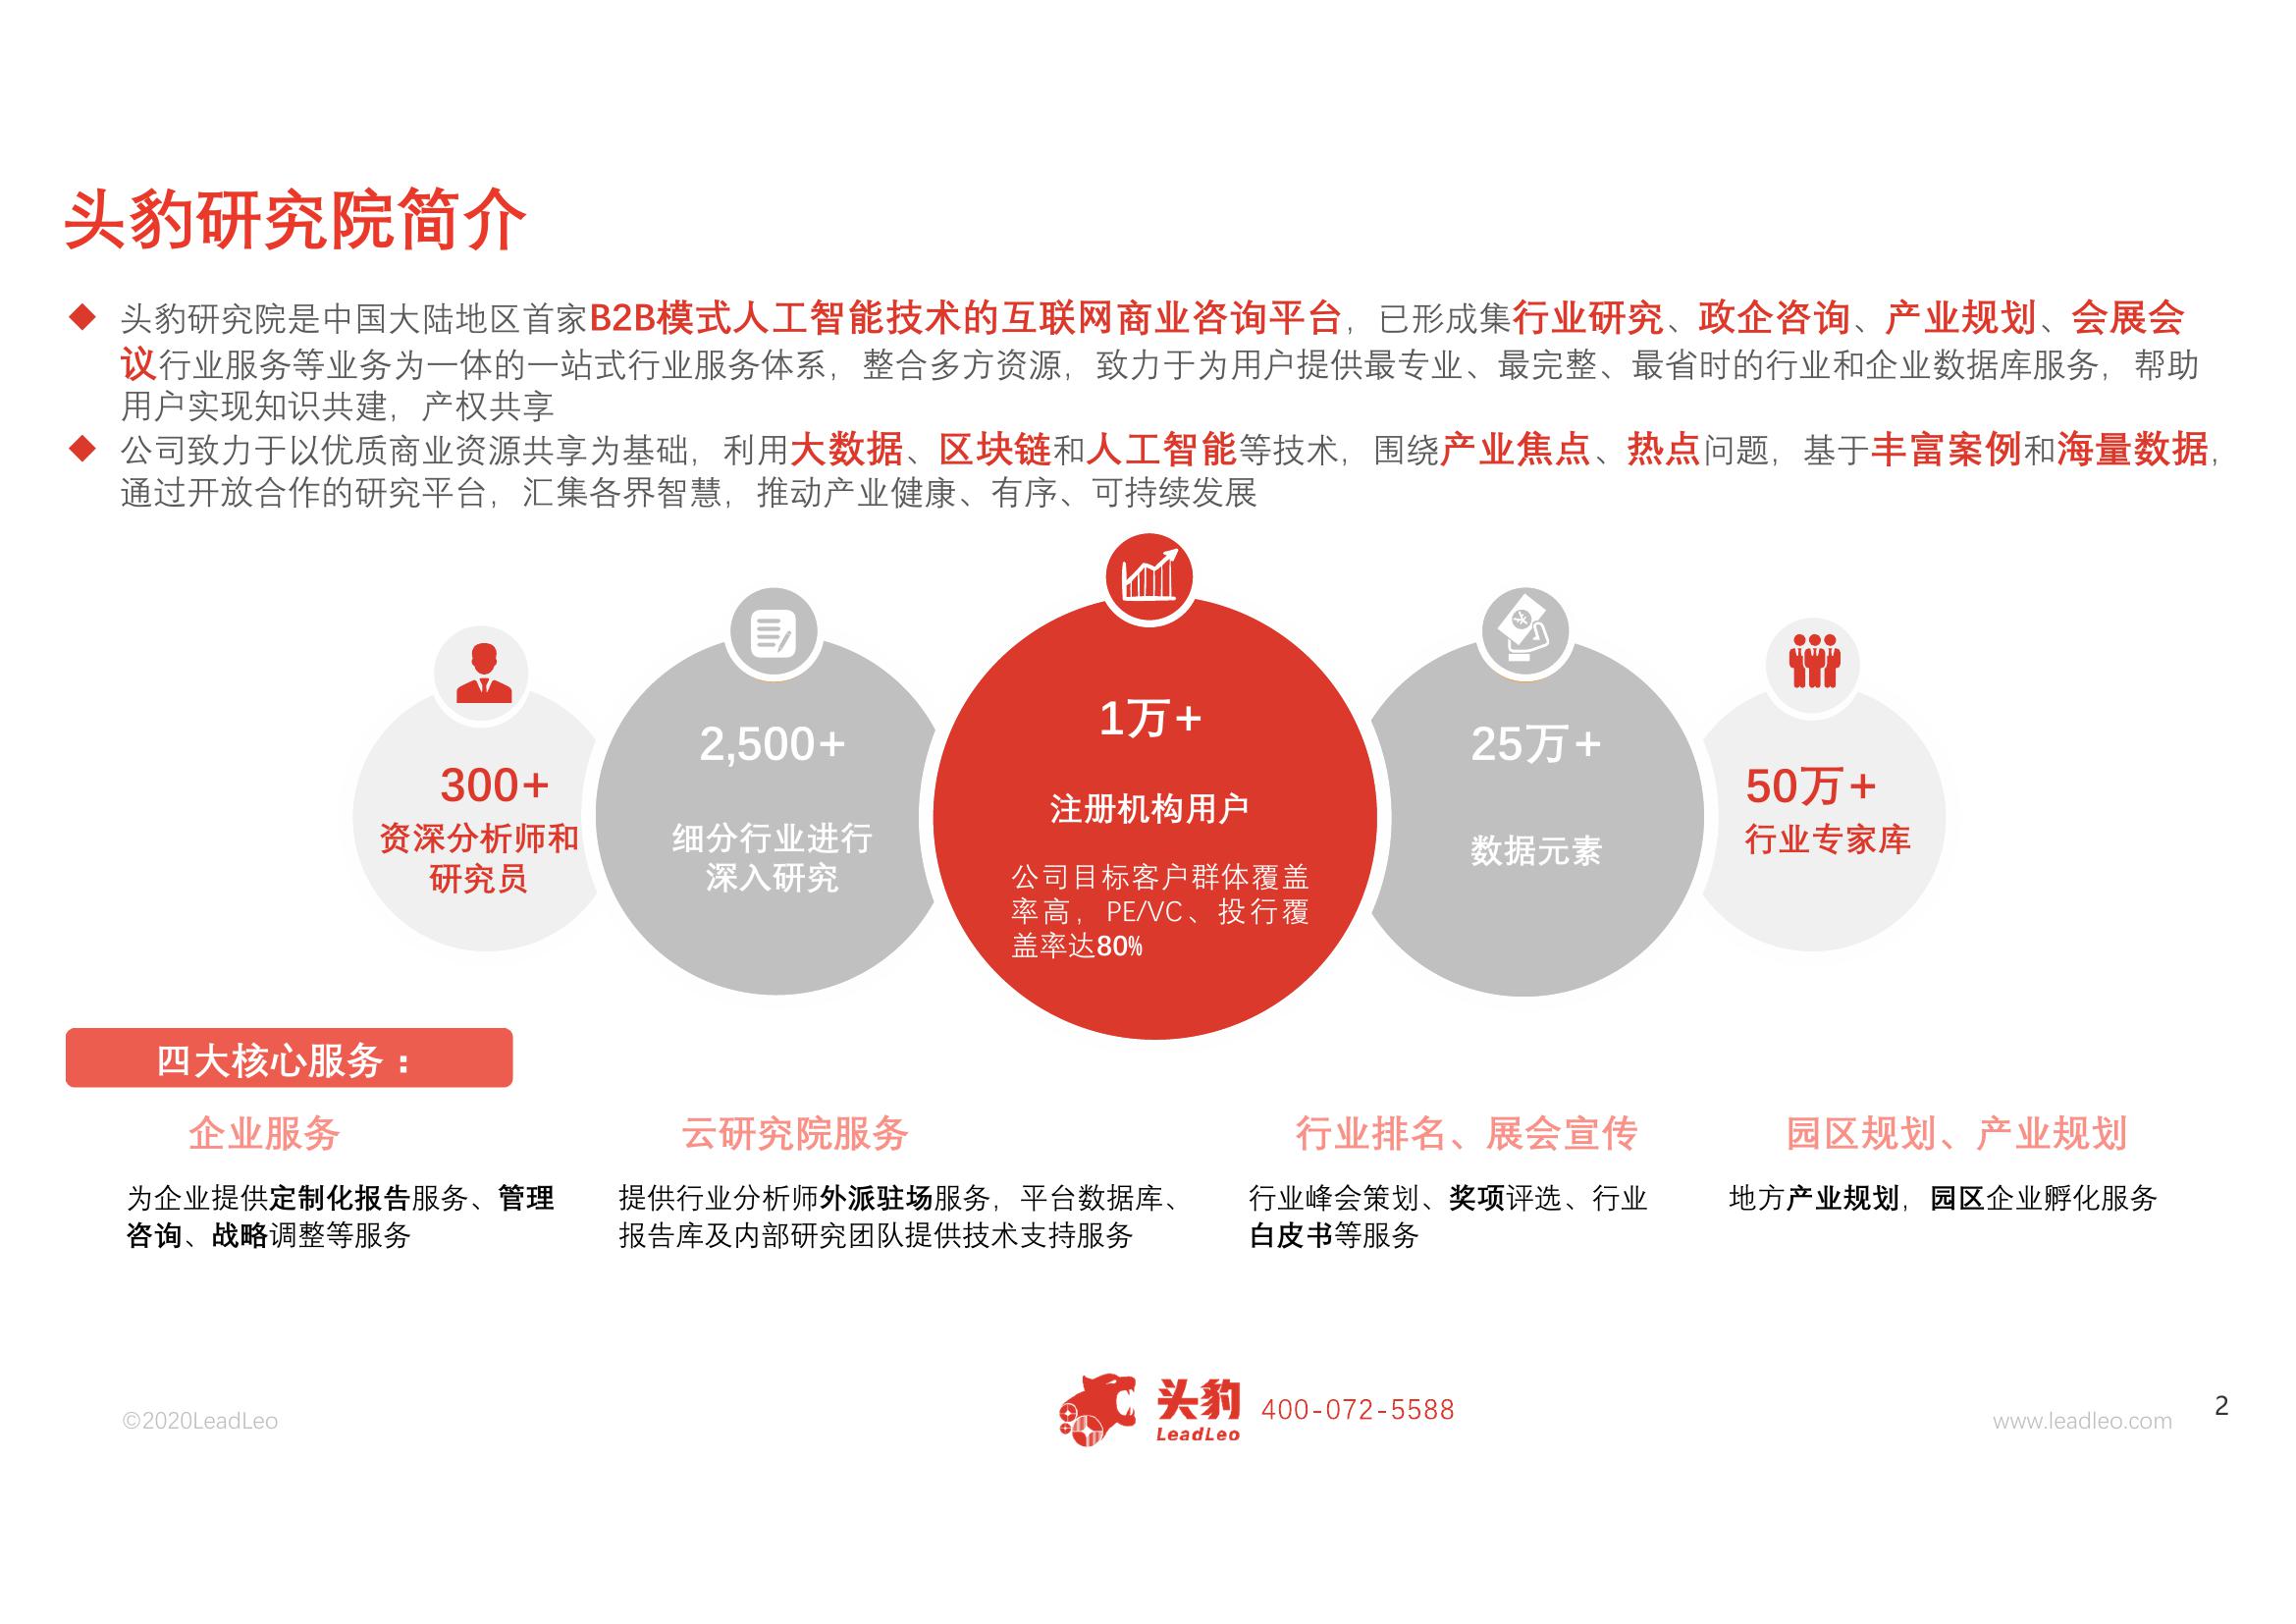 头豹研究院简介
◆ 头豹研究院是中国大陆地区首家B2B模式人工智能技术的互联网商业咨询平台，已形成集行业研究、政企咨询、产业规划、会展会
议行业服务等业务为一体的一站式行业服务体系，整合多方资源，致力于为用户提供最专业、最完整、最省时的行业和企业数据库服务，帮助
用户实现知识共建，产权共享
◆ 公司致力于以优质商业资源共享为基础，利用大数据、区块链和人工智能等技术，围绕产业焦点、热点问题，基于丰富案例和海量数据，
通过开放合作的研究平台，汇集各界智慧，推动产业健康、有序、可持续发展
300+
资深分析师和
研究员
2,500+
细分行业进行
深入研究
1万+
注册机构用户
公司目标客户群体覆盖
率高，PE/VC、投行覆
盖率达80%
25万+
数据元素
50万+
行业专家库
四大核心服务：
企业服务
为企业提供定制化报告服务、管理
咨询、战略调整等服务
云研究院服务
提供行业分析师外派驻场服务，平台数据库、
报告库及内部研究团队提供技术支持服务
行业排名、展会宣传
行业峰会策划、奖项评选、行业
白皮书等服务
园区规划、产业规划
地方产业规划，园区企业孵化服务
©2020LeadLeo
头豹
LeadLeo
400-072-5588
www.leadleo.com
2